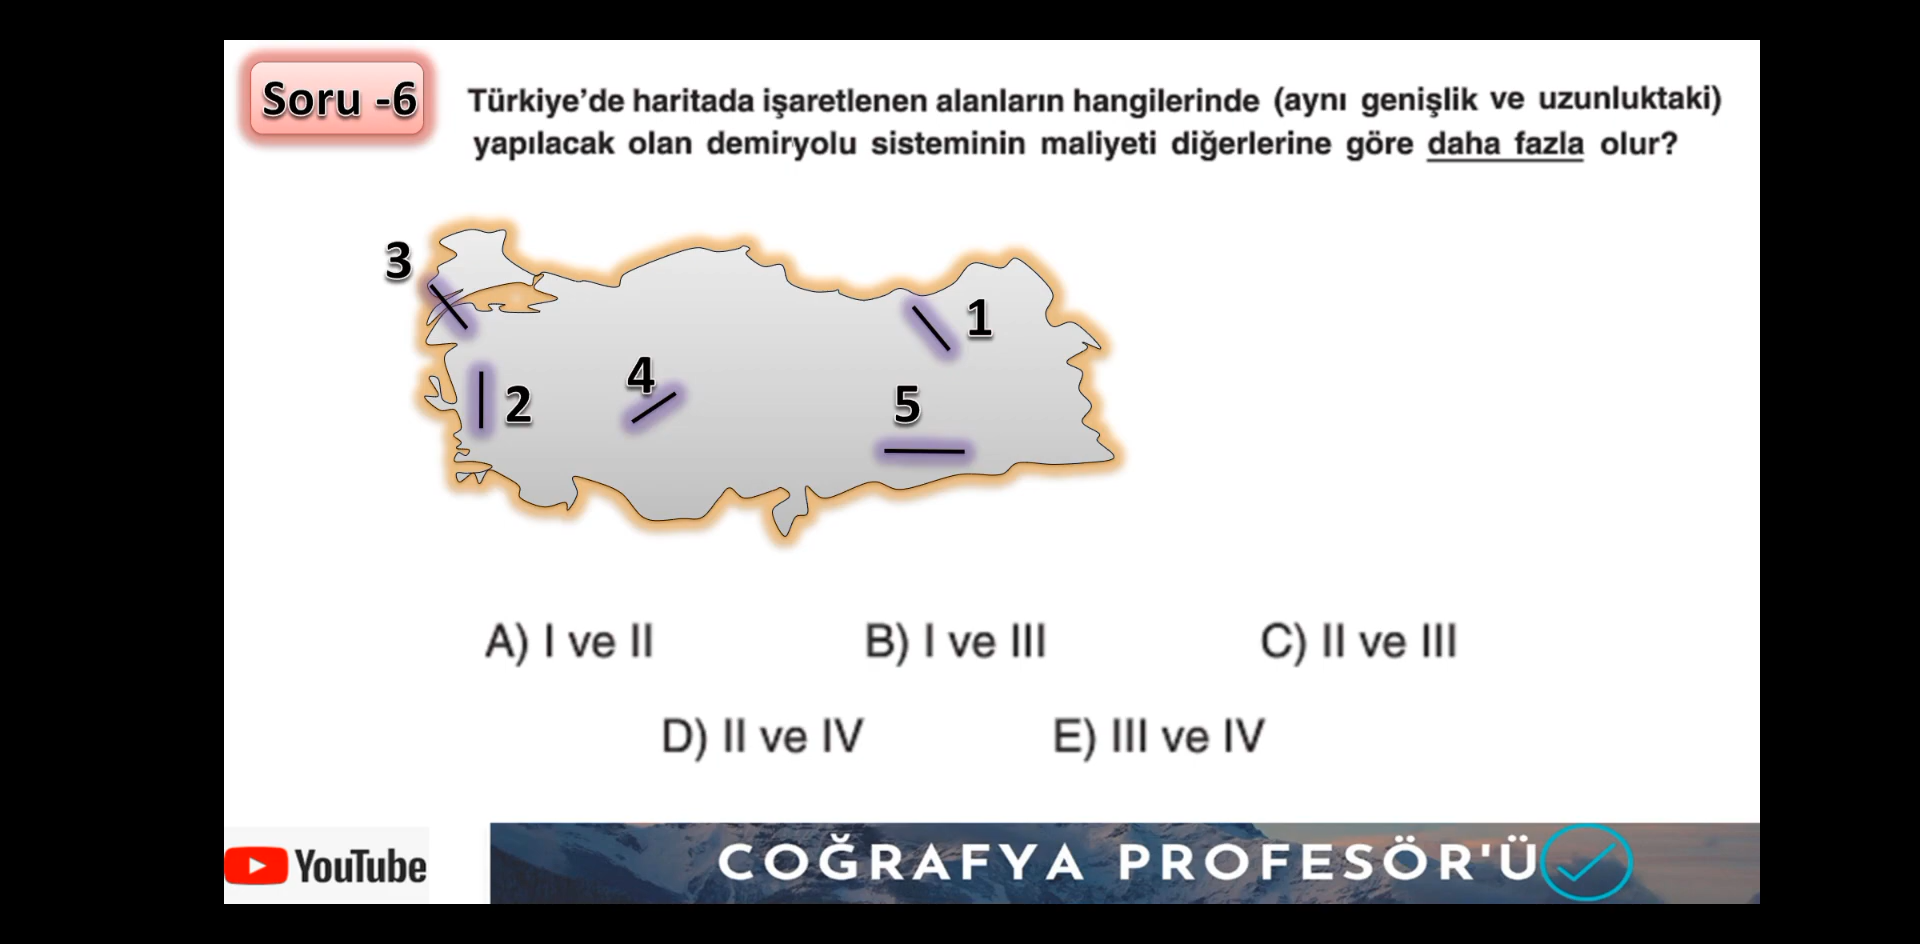 Soru -6
Türkiye'de haritada işaretlenen alanların hangilerinde (aynı genişlik ve uzunluktaki)
yapılacak olan demiryolu sisteminin maliyeti diğerlerine göre daha fazla olur?
3
1
4
2
5
A) I ve II
B) I ve III
C) II ve III
D) II ve IV
E) III ve IV
YouTube
COĞRAFYA PROFESÖR'Ü